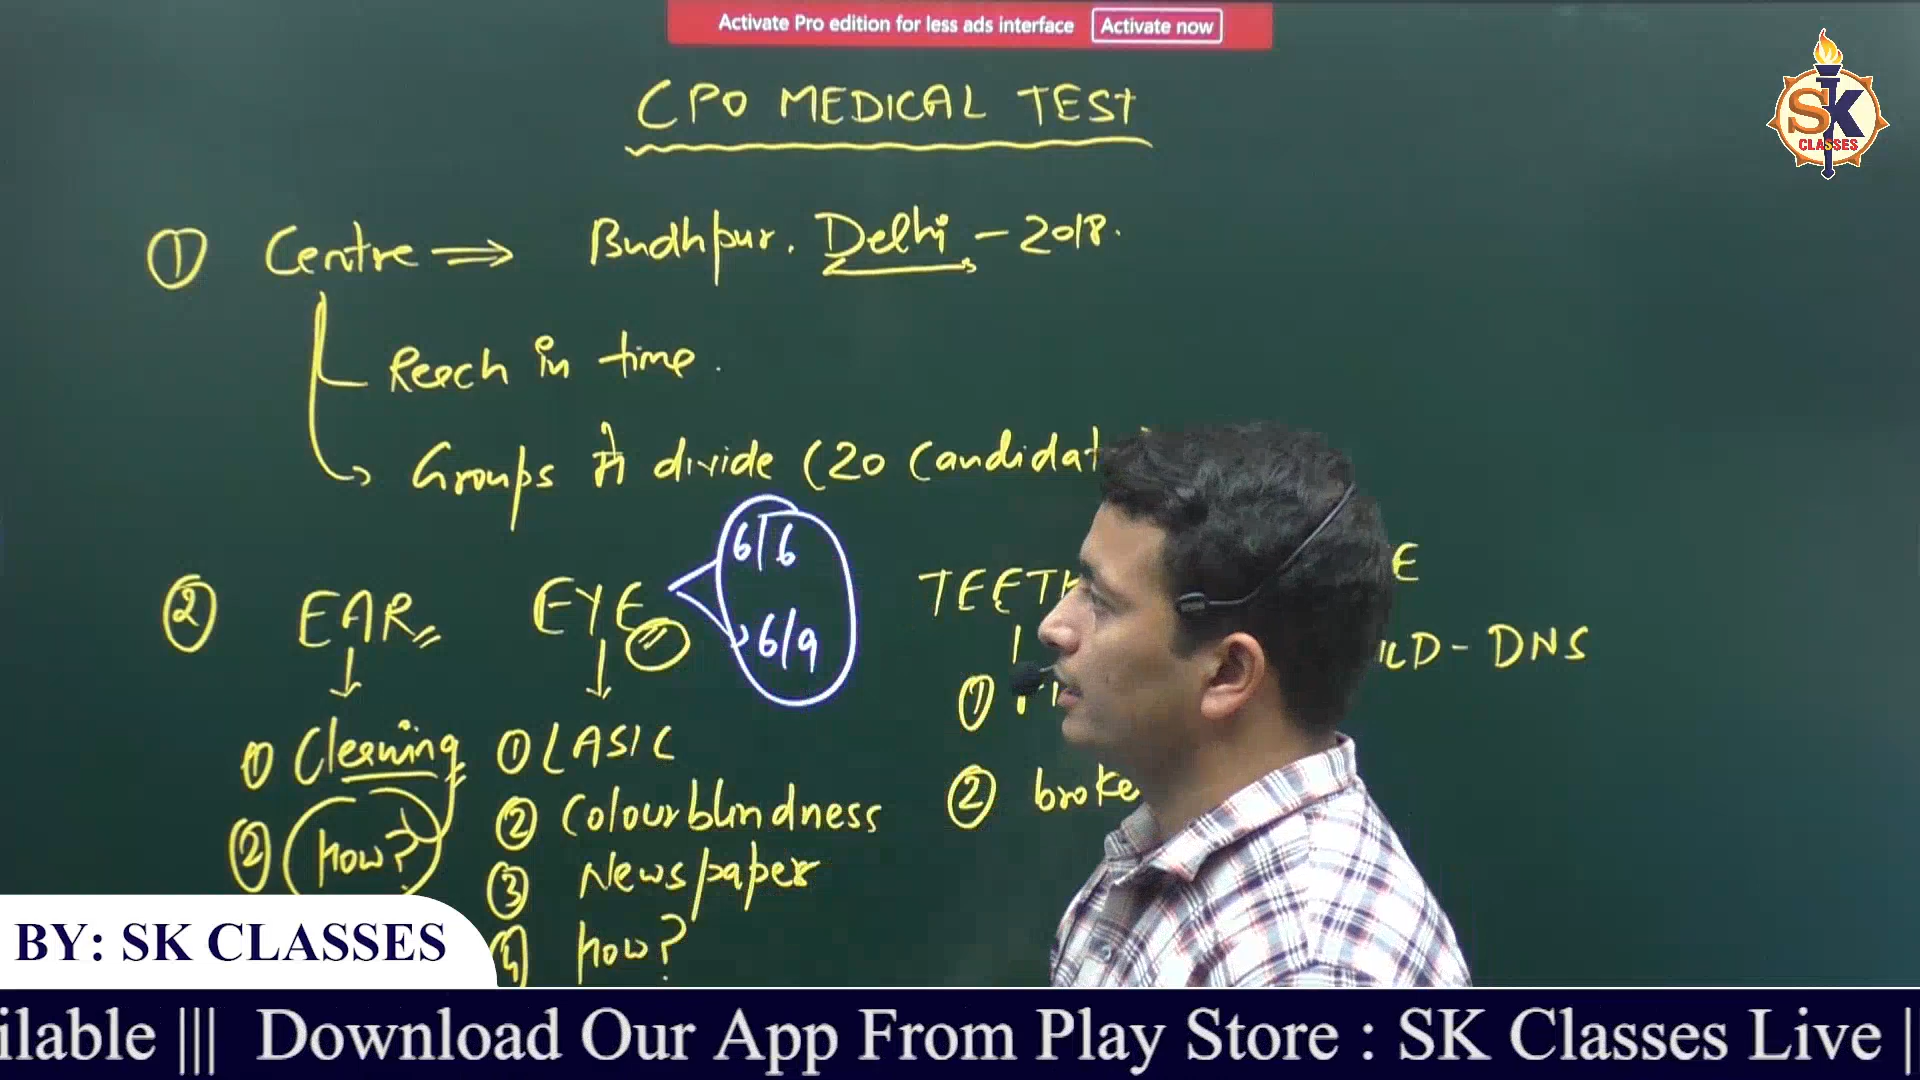 Activate Pro edition for less ads interface Activate now
SK
CLASSES
CPO MEDICAL TEST
① Centre ⇒ Budhpur. Delhi - 2018.
Reach in time.
Groups में divide (20 Candidat
② EAR EYE 6/6 6/9 TEETH E
ILD - DNS
① Cleaning ① LASIC ①
② How? ② Colourblindness ② broke
③ Newspaper
④ How?
BY: SK CLASSES
ilable ||| Download Our App From Play Store : SK Classes Live |